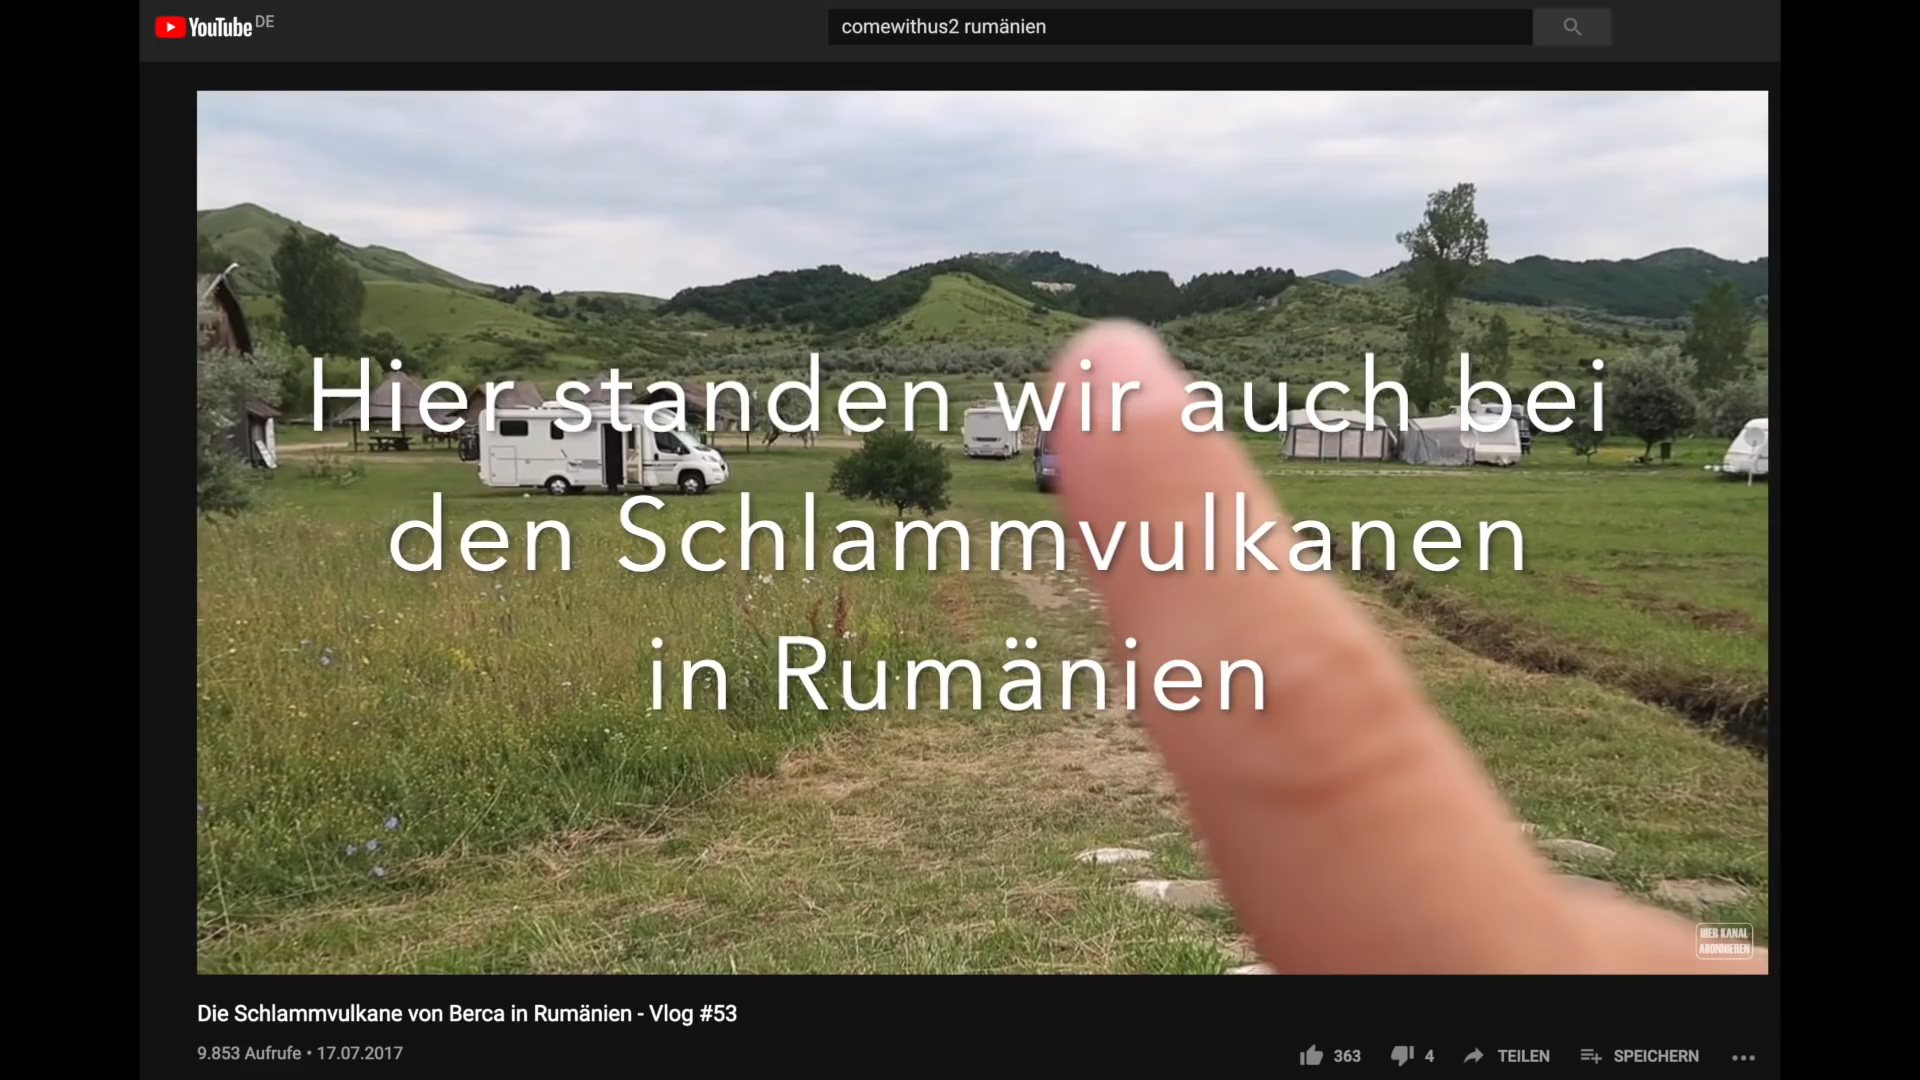 YouTube DE
comewithus2 rumänien
Hier standen wir auch bei
den Schlammvulkanen
in Rumänien
HIER KANAL
ABONNIEREN
Die Schlammvulkane von Berca in Rumänien - Vlog #53
9.853 Aufrufe • 17.07.2017
363
4
TEILEN
SPEICHERN